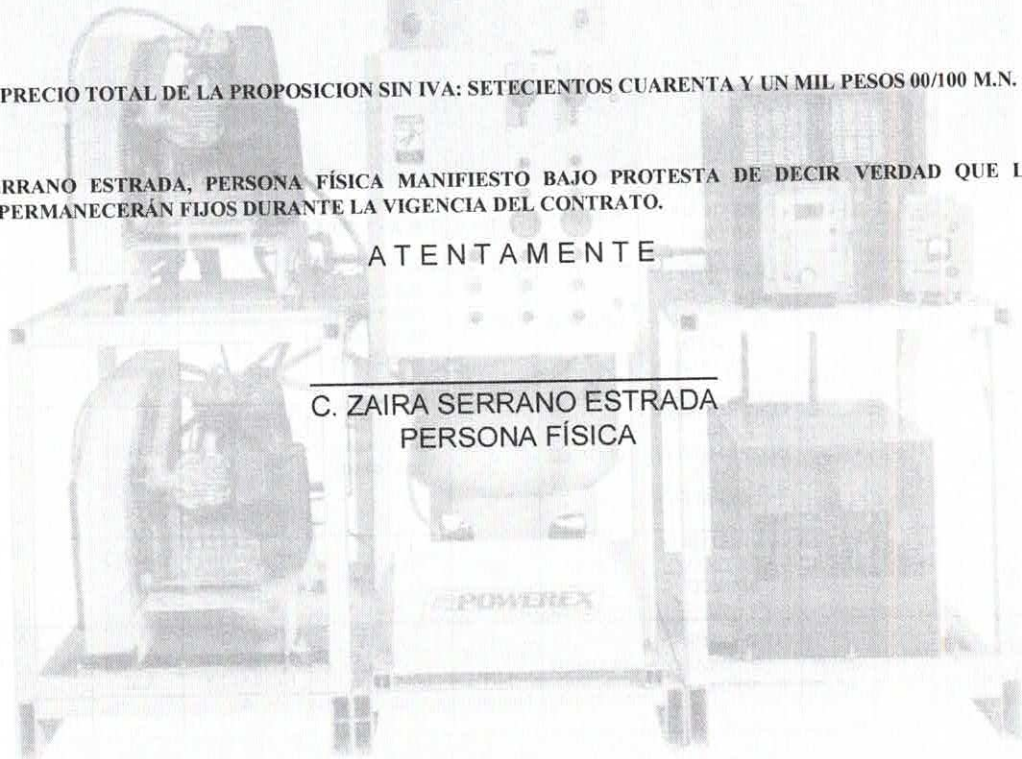 PRECIO TOTAL DE LA PROPOSICION SIN IVA: SETECIENTOS CUARENTA Y UN MIL PESOS 00/100 M.N.
RRANO ESTRADA, PERSONA FÍSICA MANIFIESTO BAJO PROTESTA DE DECIR VERDAD QUE L
PERMANECERÁN FIJOS DURANTE LA VIGENCIA DEL CONTRATO.
A T E N T A M E N T E
C. ZAIRA SERRANO ESTRADA
PERSONA FÍSICA
POWEREX